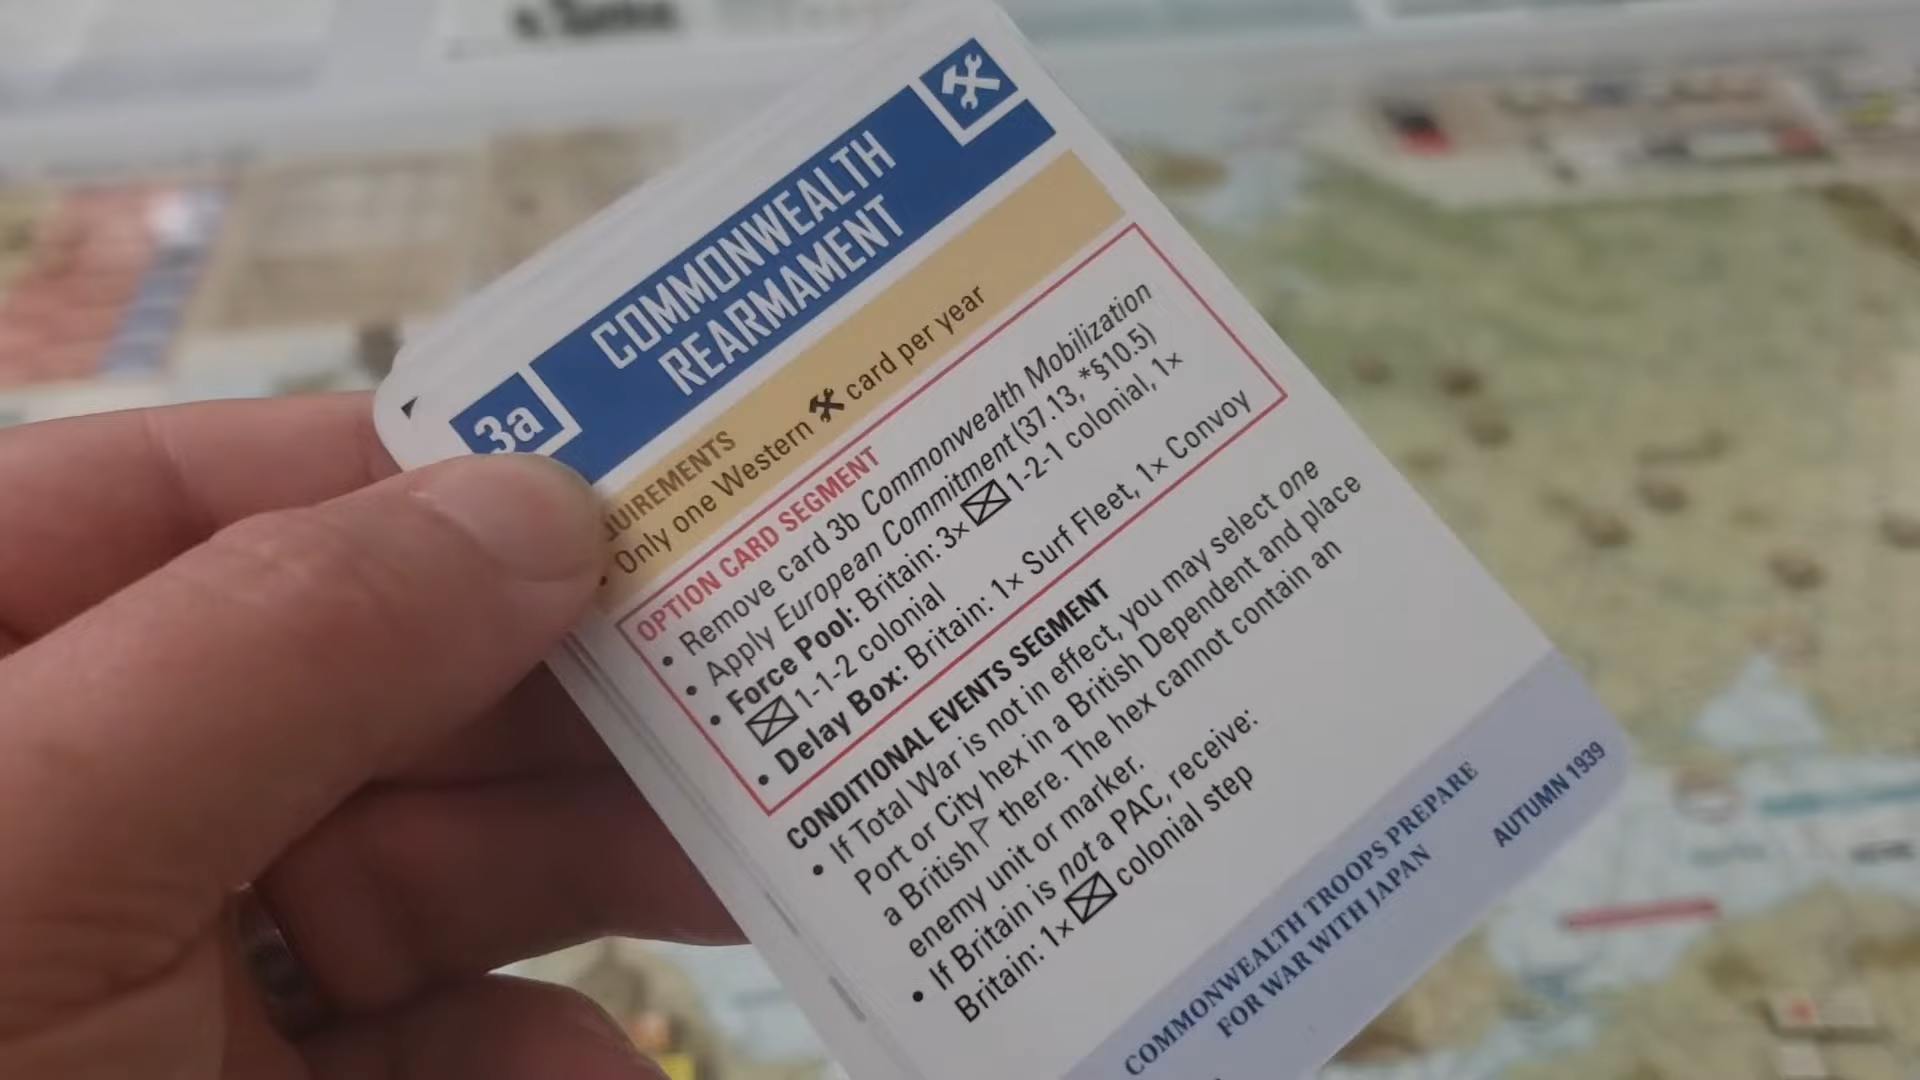 3a
COMMONWEALTH
REARMAMENT
• Only one Western card per year
OPTION CARD SEGMENT
• Remove card 3b Commonwealth Mobilization
• Apply European Commitment (37.13, *§10.5)
• Force Pool: Britain: 3× 1-2-1 colonial, 1×
1-1-2 colonial
• Delay Box: Britain: 1× Surf Fleet, 1× Convoy
CONDITIONAL EVENTS SEGMENT
• If Total War is not in effect, you may select one
Port or City hex in a British Dependent and place
a British there. The hex cannot contain an
enemy unit or marker.
• If Britain is not a PAC, receive:
Britain: 1× colonial step
COMMONWEALTH TROOPS PREPARE
FOR WAR WITH JAPAN
AUTUMN 1939